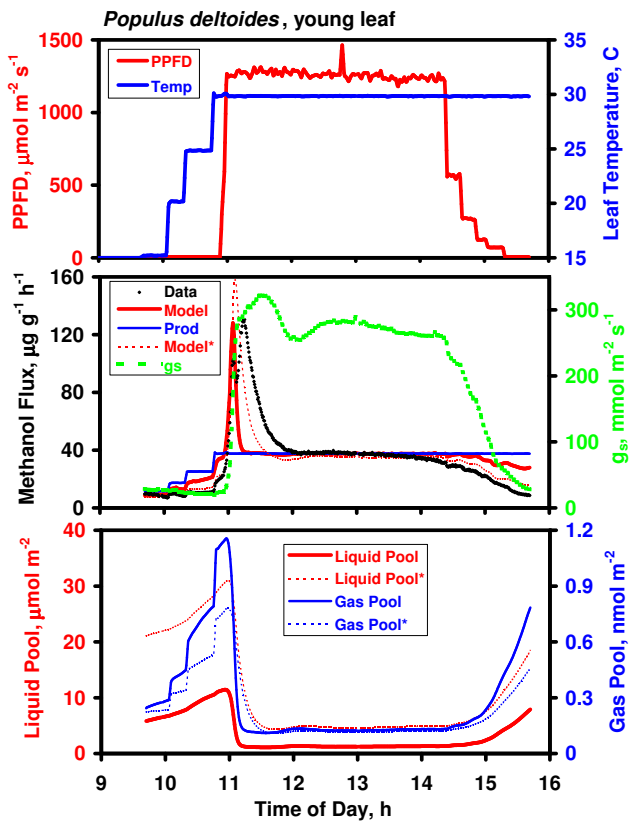 Populus deltoides, young leaf
1500
1000
500
0
PPFD, μmol m-2 s-1
PPFD
Temp
35
30
25
20
15
Leaf Temperature, C
160
120
80
40
0
Methanol Flux, μg g-1 h-1
Data
Model
Prod
Model*
gs
300
200
100
0
gs, mmol m-2 s-1
40
30
20
10
0
Liquid Pool, μmol m-2
Liquid Pool
Liquid Pool*
Gas Pool
Gas Pool*
1.2
0.9
0.6
0.3
0
Gas Pool, nmol m-2
9 10 11 12 13 14 15 16
Time of Day, h